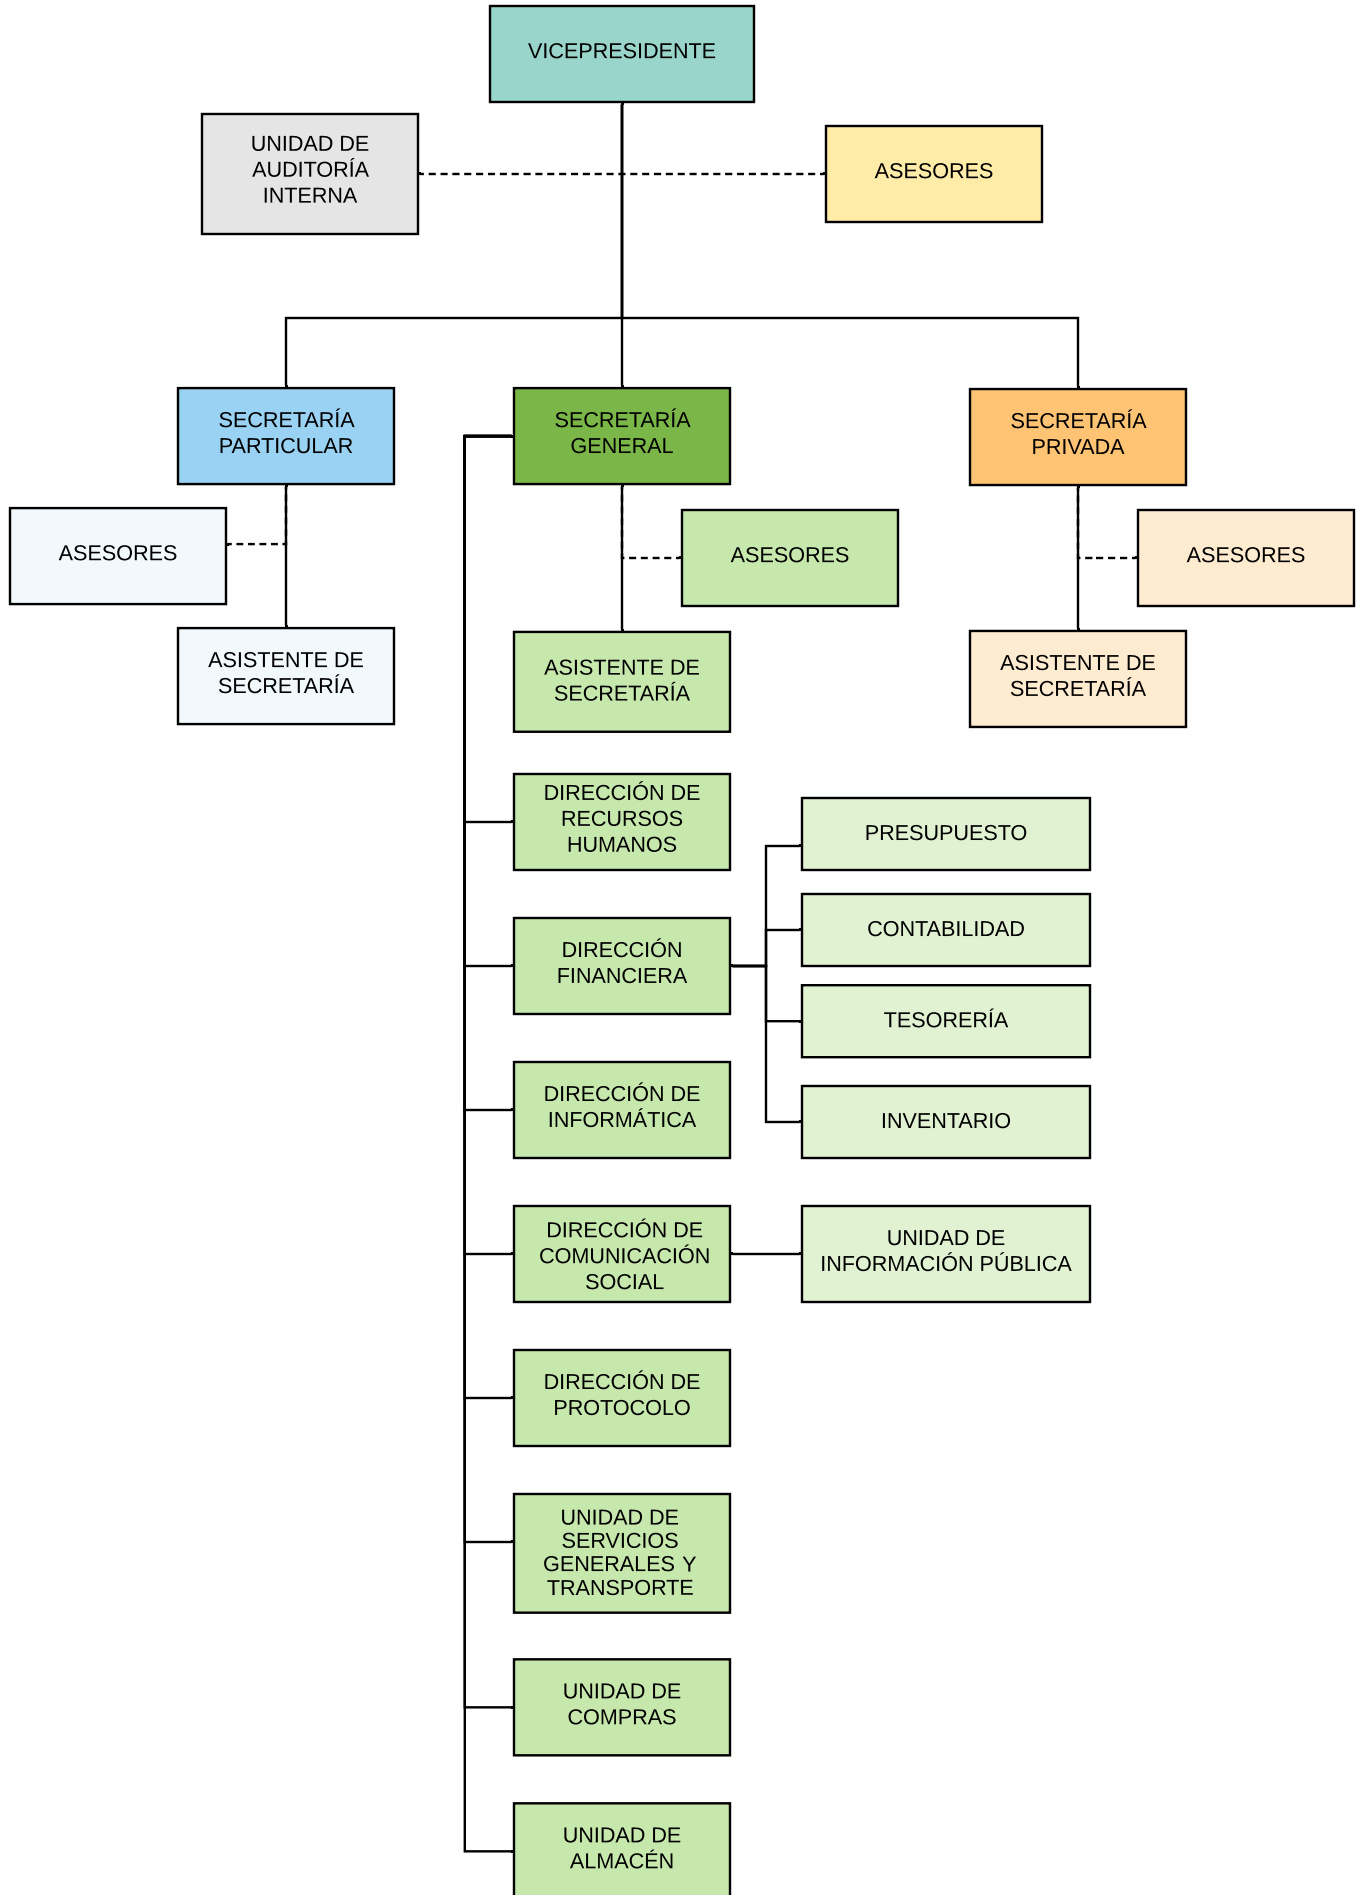 VICEPRESIDENTE
UNIDAD DE
AUDITORÍA
INTERNA
ASESORES
SECRETARÍA
PARTICULAR
SECRETARÍA
GENERAL
SECRETARÍA
PRIVADA
ASESORES
ASESORES
ASESORES
ASISTENTE DE
SECRETARÍA
ASISTENTE DE
SECRETARÍA
ASISTENTE DE
SECRETARÍA
DIRECCIÓN DE
RECURSOS
HUMANOS
PRESUPUESTO
CONTABILIDAD
DIRECCIÓN
FINANCIERA
TESORERÍA
INVENTARIO
DIRECCIÓN DE
INFORMÁTICA
DIRECCIÓN DE
COMUNICACIÓN
SOCIAL
UNIDAD DE
INFORMACIÓN PÚBLICA
DIRECCIÓN DE
PROTOCOLO
UNIDAD DE
SERVICIOS
GENERALES Y
TRANSPORTE
UNIDAD DE
COMPRAS
UNIDAD DE
ALMACÉN